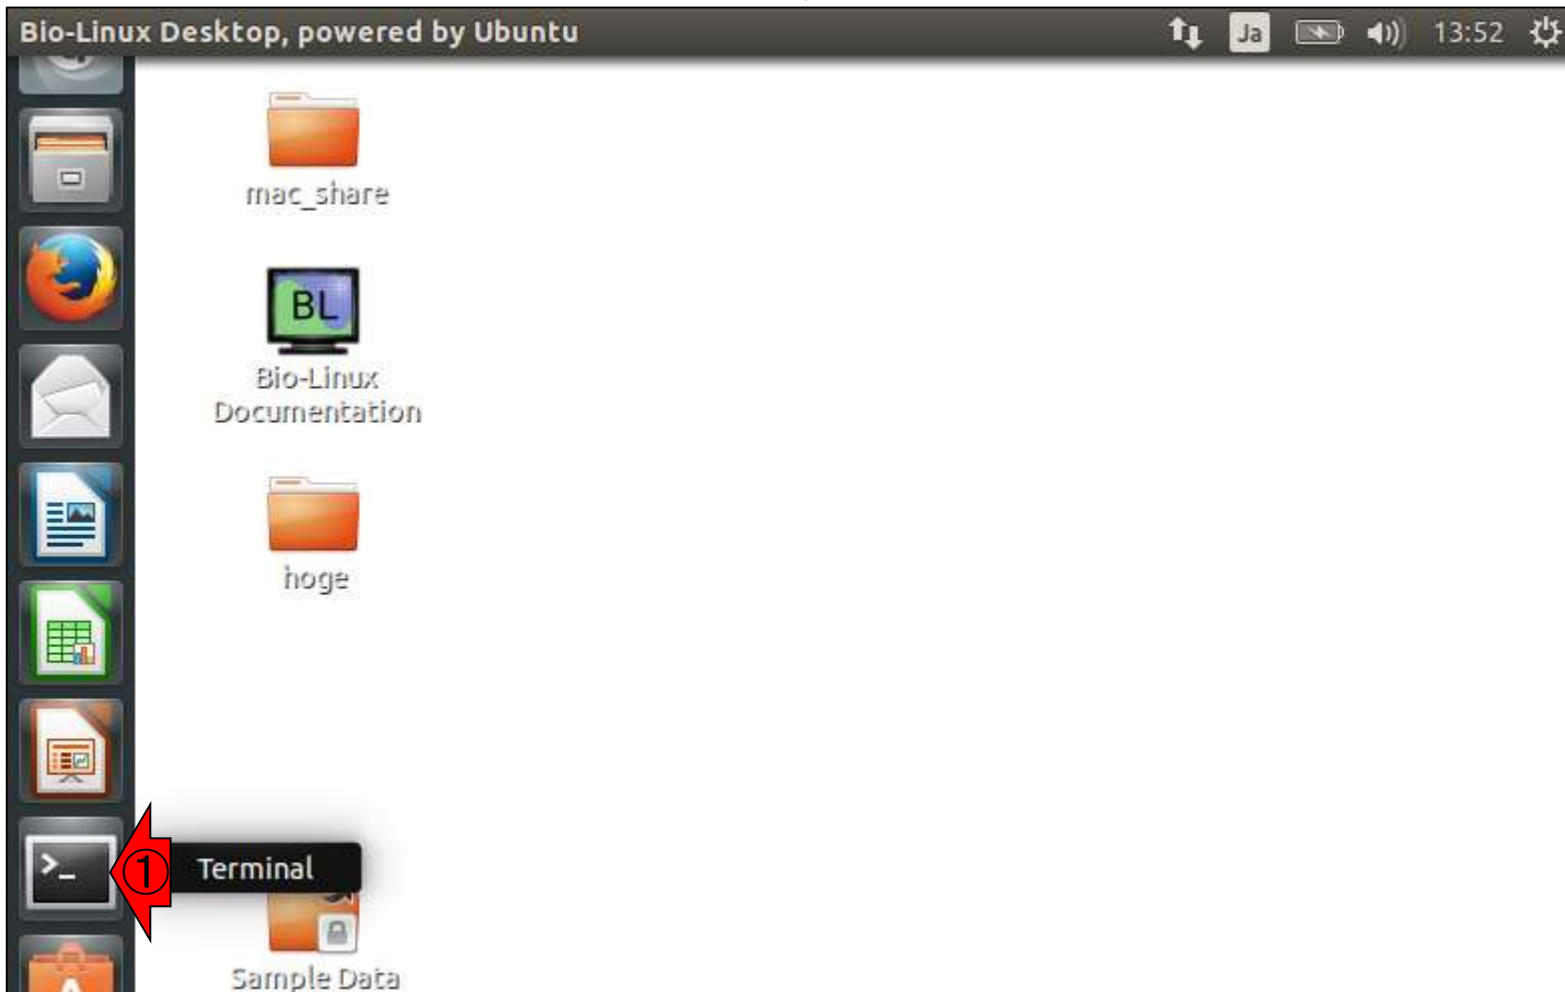 Bio-Linux Desktop, powered by Ubuntu
Ja
13:52
mac_share
BL
Bio-Linux
Documentation
hoge
>_
①
Terminal
Sample Data